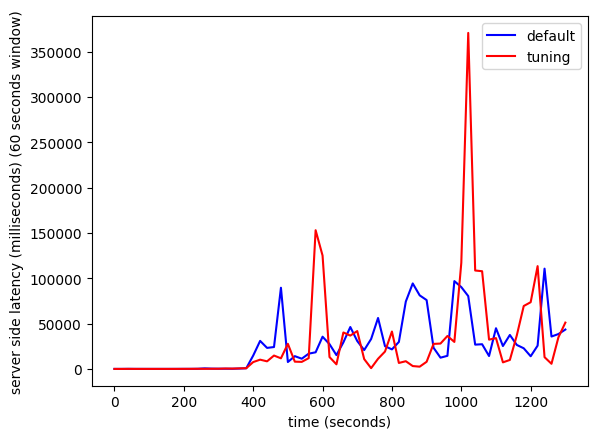 server side latency (milliseconds) (60 seconds window)
350000
300000
250000
200000
150000
100000
50000
0
default
tuning
0 200 400 600 800 1000 1200
time (seconds)